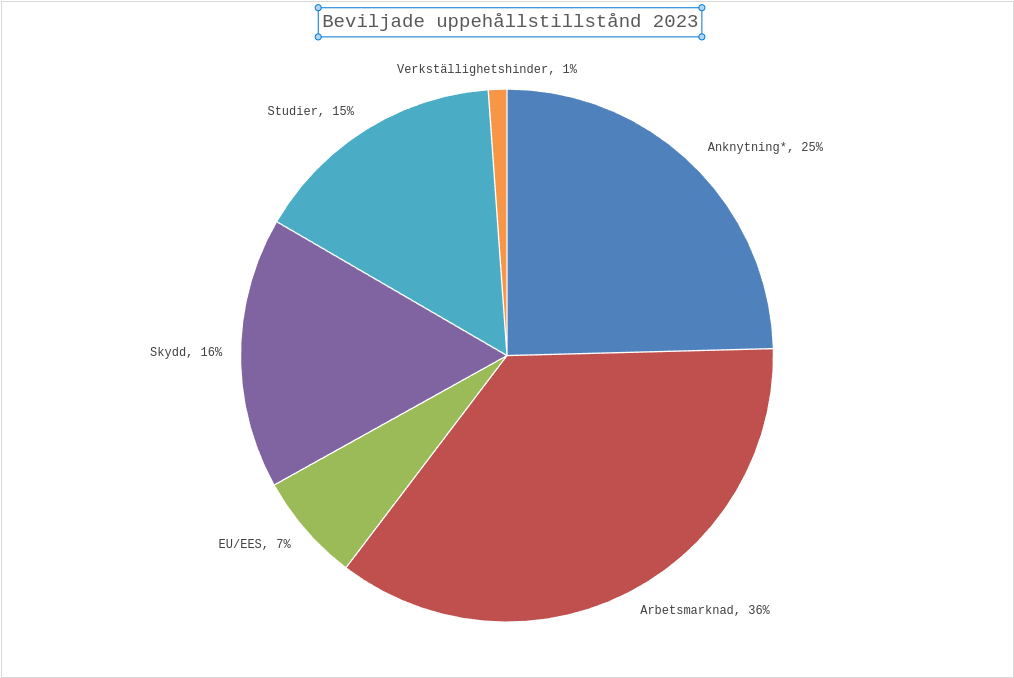 Beviljade uppehållstillstånd 2023
Verkställighetshinder, 1%
Studier, 15%
Anknytning*, 25%
Skydd, 16%
EU/EES, 7%
Arbetsmarknad, 36%